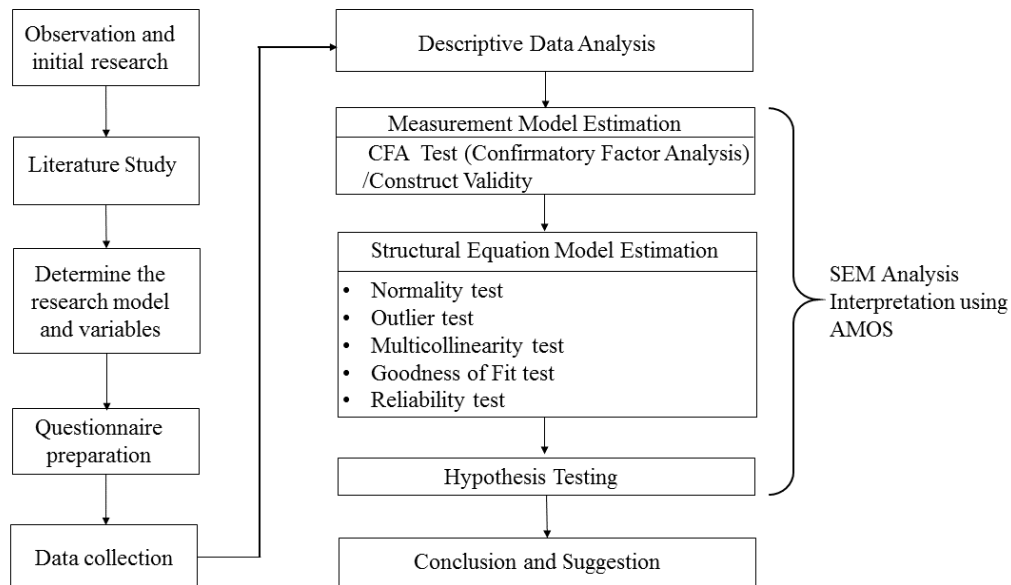 Observation and
initial research
Literature Study
Determine the
research model
and variables
Questionnaire
preparation
Data collection
Descriptive Data Analysis
Measurement Model Estimation
CFA Test (Confirmatory Factor Analysis)
/Construct Validity
Structural Equation Model Estimation
• Normality test
• Outlier test
• Multicollinearity test
• Goodness of Fit test
• Reliability test
Hypothesis Testing
Conclusion and Suggestion
SEM Analysis
Interpretation using
AMOS